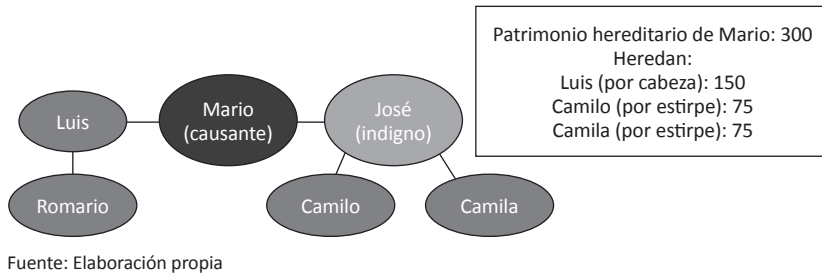 Patrimonio hereditario de Mario: 300
Heredan:
Luis (por cabeza): 150
Camilo (por estirpe): 75
Camila (por estirpe): 75
Luis
Mario
(causante)
José
(indigno)
Romario
Camilo
Camila
Fuente: Elaboración propia